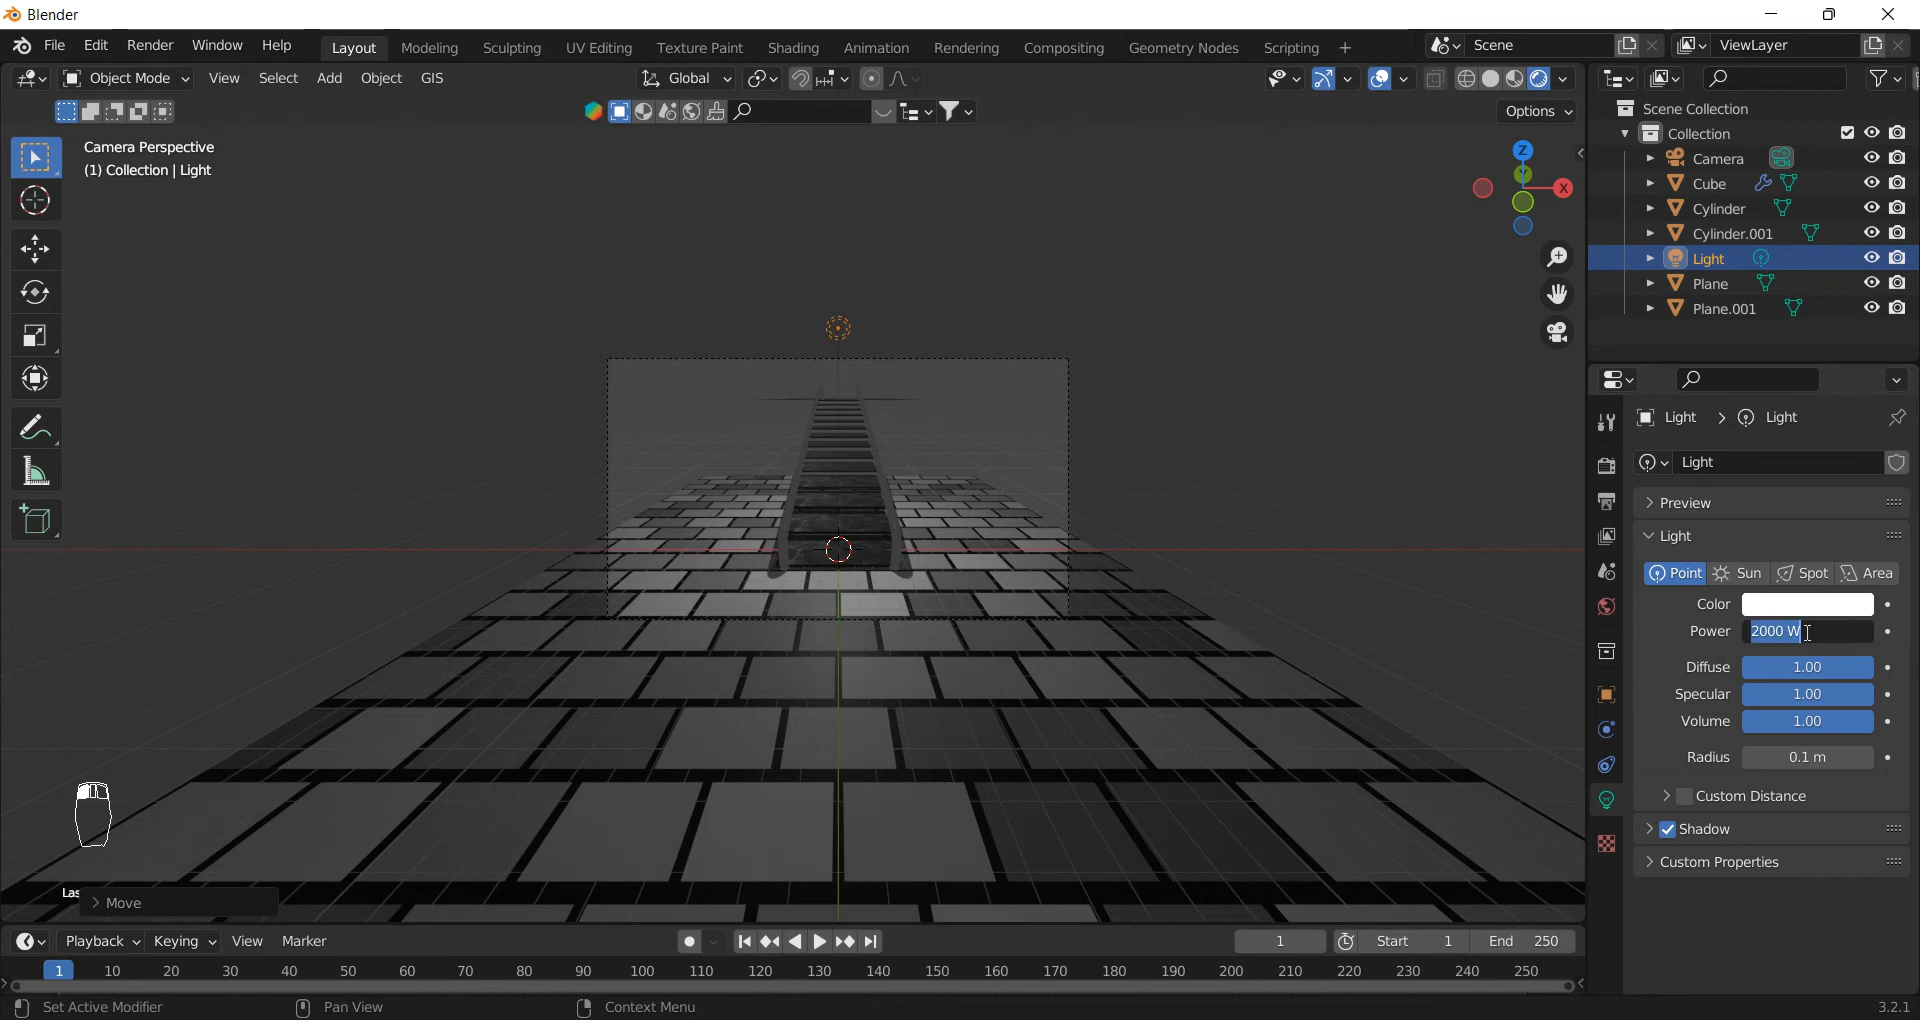 Blender
File Edit Render Window Help Layout Modeling Sculpting UV Editing Texture Paint Shading Animation Rendering Compositing Geometry Nodes Scripting + Scene ViewLayer
Object Mode View Select Add Object GIS Global
Options
Camera Perspective
(1) Collection | Light
Z
X
Scene Collection
Collection
Camera
Cube
Cylinder
Cylinder.001
Light
Plane
Plane.001
Light > Light
Light
Preview
Light
Point Sun Spot Area
Color
Power 2000 W
Diffuse 1.00
Specular 1.00
Volume 1.00
Radius 0.1 m
Custom Distance
Shadow
Custom Properties
Las
> Move
Playback Keying View Marker 1 Start 1 End 250
1 10 20 30 40 50 60 70 80 90 100 110 120 130 140 150 160 170 180 190 200 210 220 230 240 250
Set Active Modifier Pan View Context Menu 3.2.1